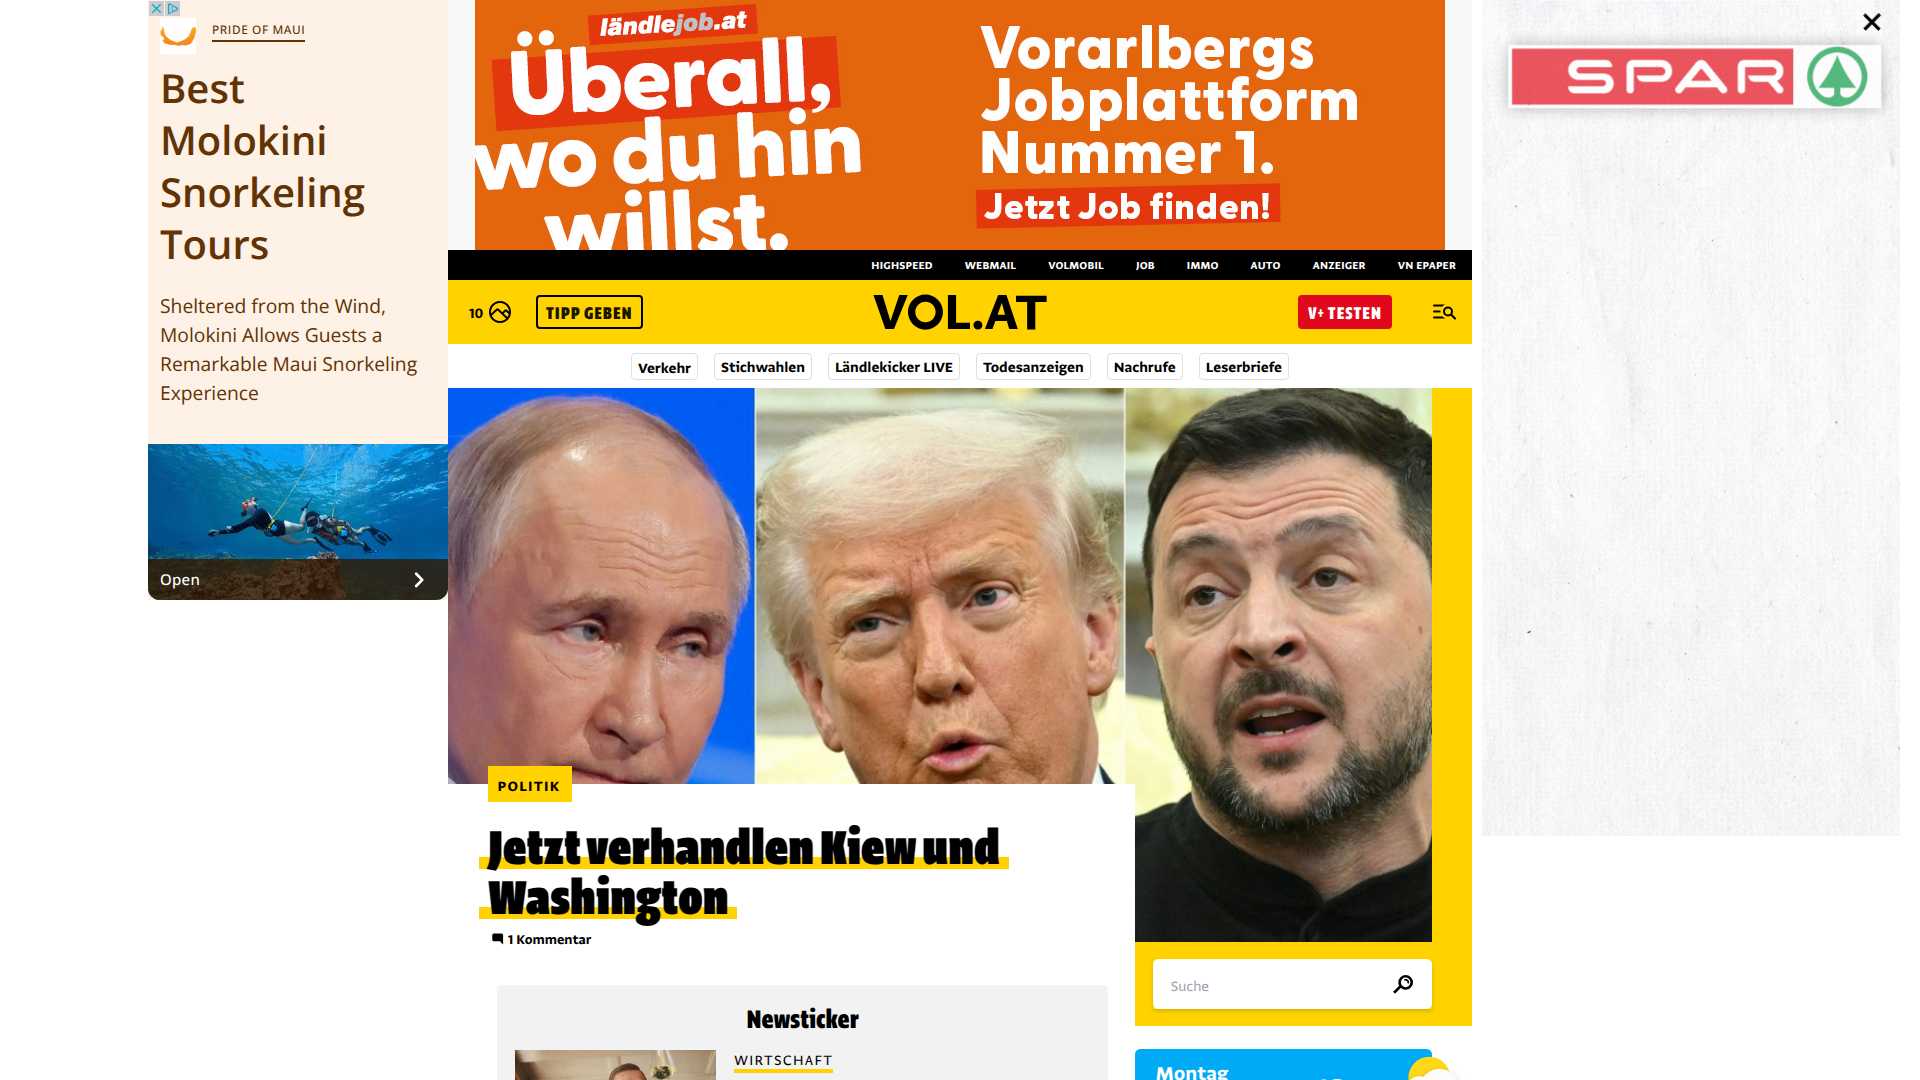 PRIDE OF MAUI
Best
Molokini
Snorkeling
Tours
Sheltered from the Wind,
Molokini Allows Guests a
Remarkable Maui Snorkeling
Experience
Open
ländlejob.at
Überall,
wo du hin
willst.
Vorarlbergs
Jobplattform
Nummer 1.
Jetzt Job finden!
SPAR
HIGHSPEED WEBMAIL VOLMOBIL JOB IMMO AUTO ANZEIGER VN EPAPER
10 TIPP GEBEN VOL.AT V+ TESTEN
Verkehr Stichwahlen Ländlekicker LIVE Todesanzeigen Nachrufe Leserbriefe
POLITIK
Jetzt verhandlen Kiew und
Washington
1 Kommentar
Suche
Newsticker
WIRTSCHAFT
Montag